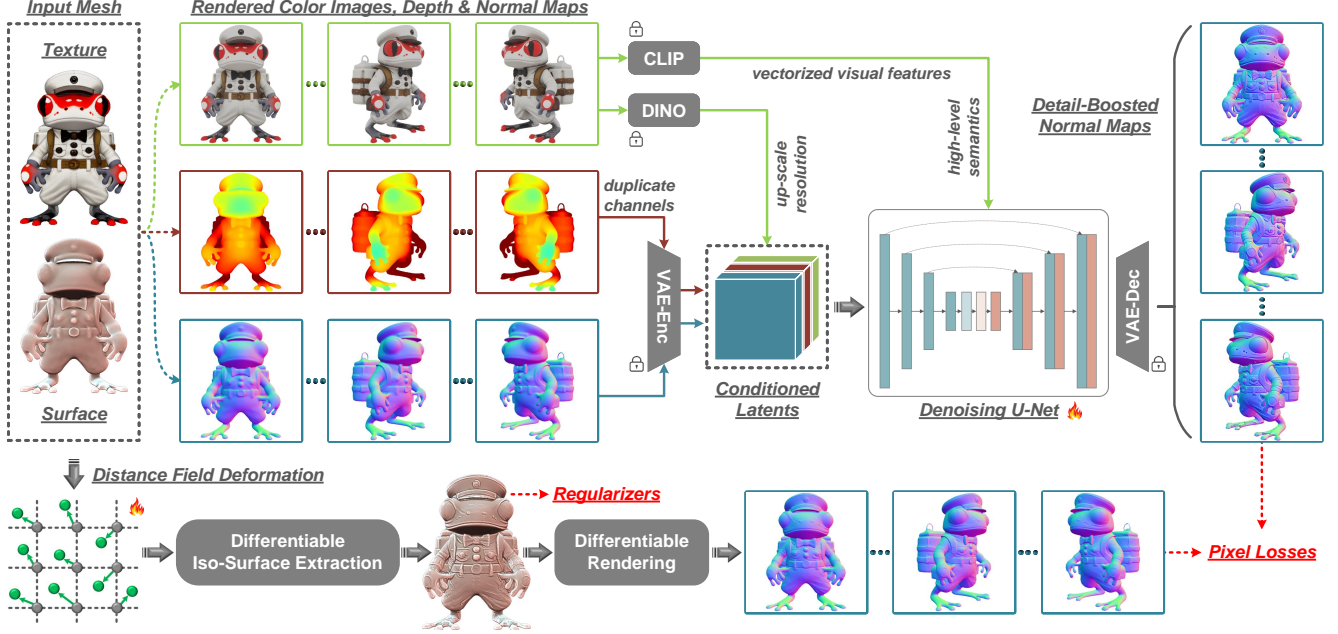 Input Mesh
Rendered Color Images, Depth & Normal Maps
Texture
CLIP
vectorized visual features
DINO
Detail-Boosted
Normal Maps
up-scale
resolution
high-level
semantics
duplicate
channels
VAE-Enc
VAE-Dec
Surface
Conditioned
Latents
Denoising U-Net
Distance Field Deformation
Regularizers
Differentiable
Iso-Surface Extraction
Differentiable
Rendering
Pixel Losses